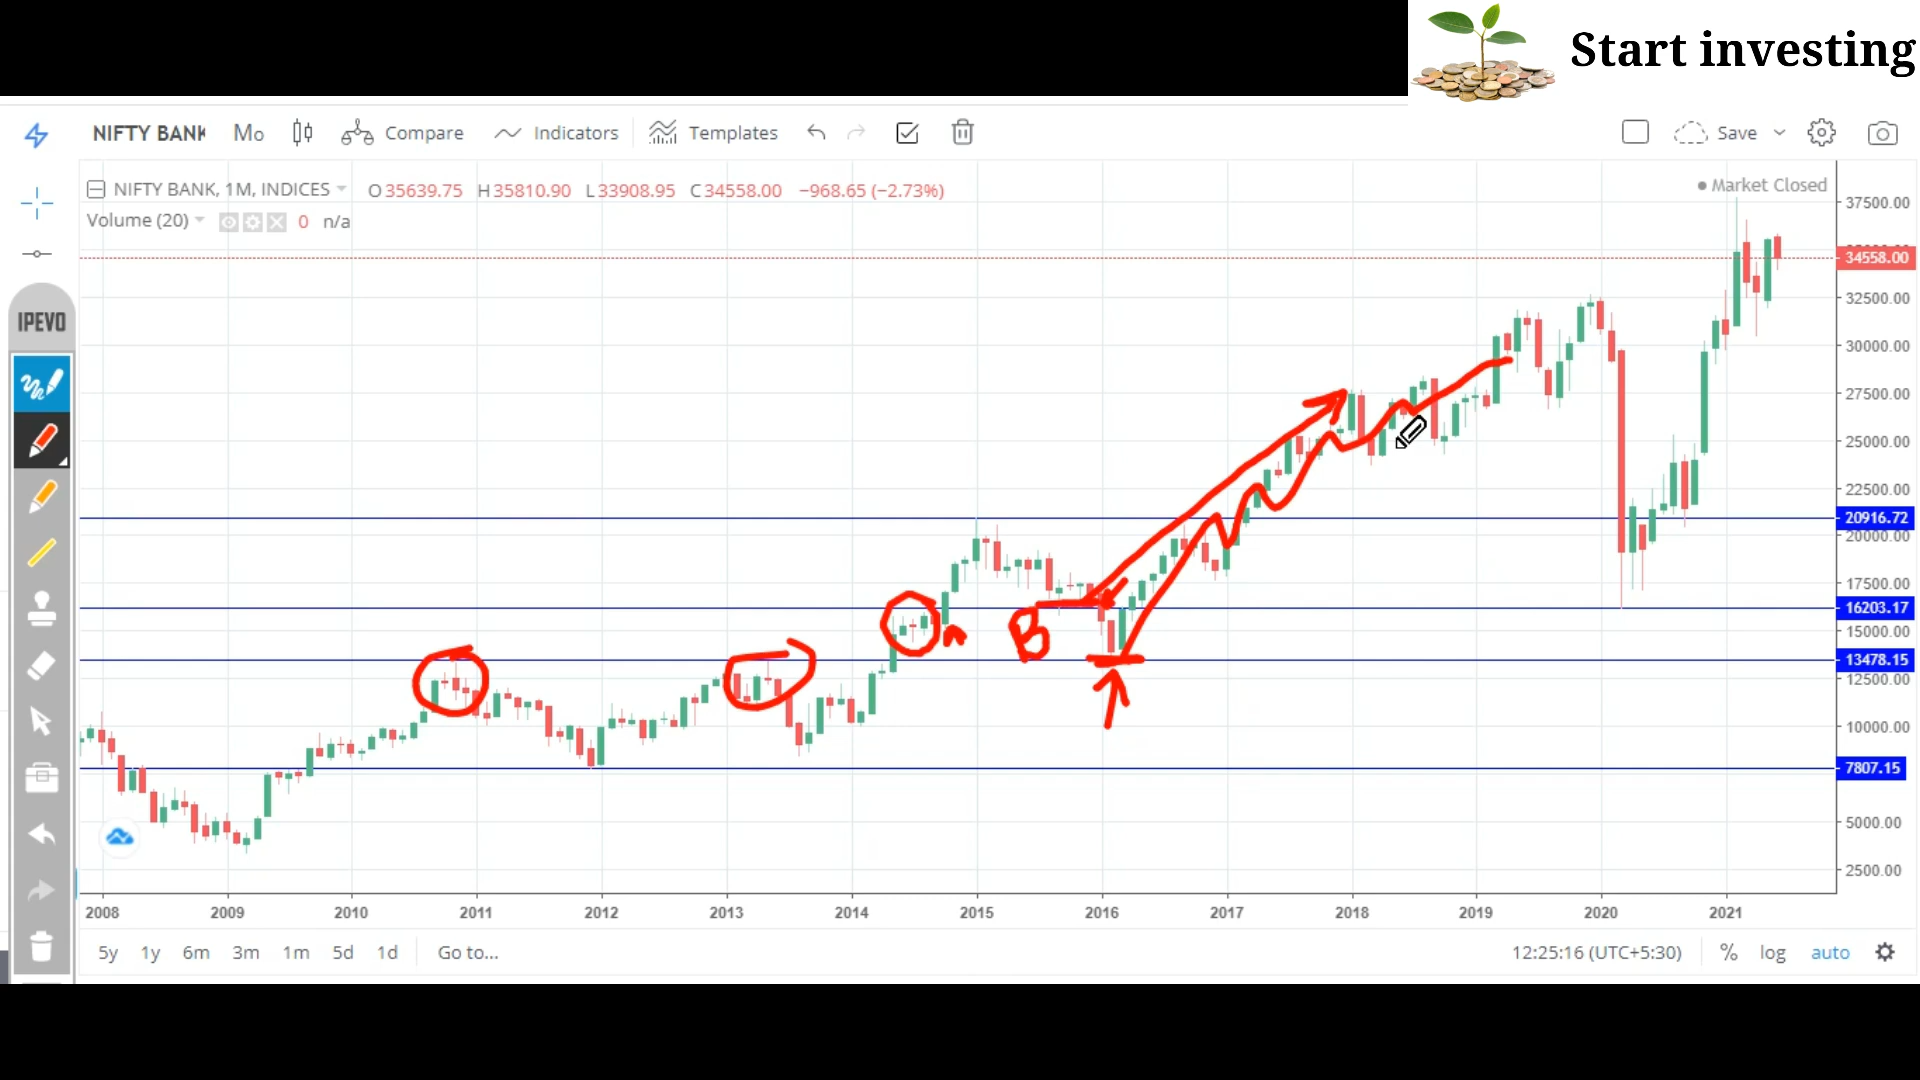 Start investing
NIFTY BANK Mo Compare Indicators Templates Save
NIFTY BANK, 1M, INDICES O35639.75 H35810.90 L33908.95 C34558.00 −968.65 (−2.73%)
Market Closed
Volume (20) 0 n/a
IPEVO
37500.00
34558.00
32500.00
30000.00
27500.00
25000.00
22500.00
20916.72
20000.00
17500.00
16203.17
15000.00
13478.15
12500.00
10000.00
7807.15
5000.00
2500.00
B
2008 2009 2010 2011 2012 2013 2014 2015 2016 2017 2018 2019 2020 2021
5y 1y 6m 3m 1m 5d 1d Go to... 12:25:16 (UTC+5:30) % log auto